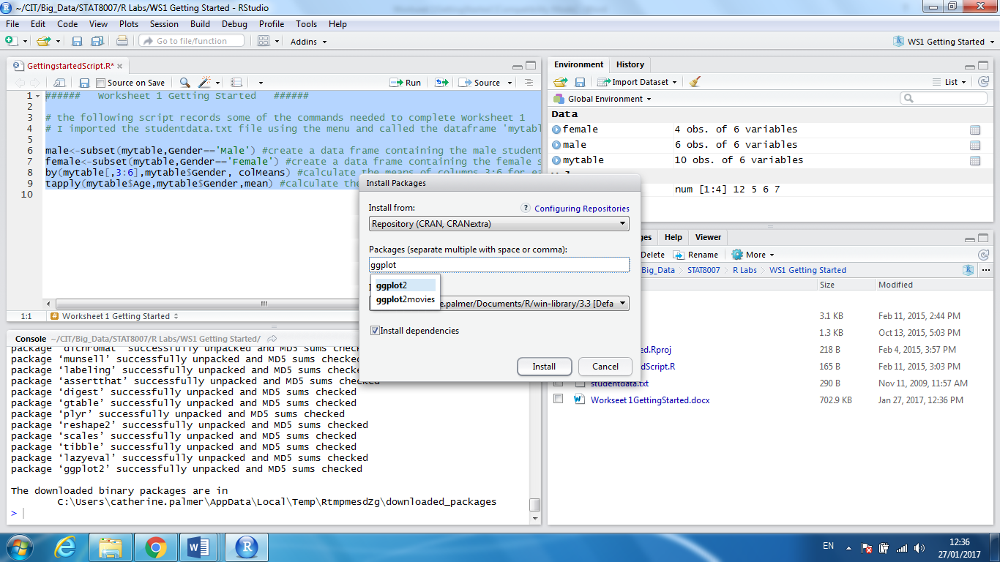 ~/CIT/Big_Data/STAT8007/R Labs/WS1 Getting Started - RStudio
File Edit Code View Plots Session Build Debug Profile Tools Help
Go to file/function Addins WS1 Getting Started
GettingstartedScript.R*
Source on Save Run Source
1 ###### Worksheet 1 Getting Started ######
2
3 # the following script records some of the commands needed to complete Worksheet 1
4 # I imported the studentdata.txt file using the menu and called the dataframe 'mytabl
5
6 male<-subset(mytable,Gender=='Male') #create a data frame containing the male student
7 female<-subset(mytable,Gender=='Female') #create a data frame containing the female s
8 by(mytable[,3:6],mytable$Gender, colMeans) #calculate the means of columns 3:6 for ea
9 tapply(mytable$Age,mytable$Gender,mean) #calculate the
10
1:1 # Worksheet 1 Getting Started
Console ~/CIT/Big_Data/STAT8007/R Labs/WS1 Getting Started/
package ‘dichromat’ successfully unpacked and MD5 sums checked
package ‘munsell’ successfully unpacked and MD5 sums checked
package ‘labeling’ successfully unpacked and MD5 sums checked
package ‘assertthat’ successfully unpacked and MD5 sums checked
package ‘digest’ successfully unpacked and MD5 sums checked
package ‘gtable’ successfully unpacked and MD5 sums checked
package ‘plyr’ successfully unpacked and MD5 sums checked
package ‘reshape2’ successfully unpacked and MD5 sums checked
package ‘scales’ successfully unpacked and MD5 sums checked
package ‘tibble’ successfully unpacked and MD5 sums checked
package ‘lazyeval’ successfully unpacked and MD5 sums checked
package ‘ggplot2’ successfully unpacked and MD5 sums checked
The downloaded binary packages are in
C:\Users\catherine.palmer\AppData\Local\Temp\RtmpmesdZg\downloaded_packages
>
Install Packages
Install from: ? Configuring Repositories
Repository (CRAN, CRANextra)
Packages (separate multiple with space or comma):
ggplot
ggplot2
ggplot2movies
e.palmer/Documents/R/win-library/3.3 [Defa
Install dependencies
Install Cancel
Environment History
Import Dataset List
Global Environment
Data
female 4 obs. of 6 variables
male 6 obs. of 6 variables
mytable 10 obs. of 6 variables
num [1:4] 12 5 6 7
ges Help Viewer
Delete Rename More
Big_Data STAT8007 R Labs WS1 Getting Started ...
Size Modified
3.1 KB Feb 11, 2015, 2:44 PM
1.3 KB Oct 13, 2015, 5:03 PM
ed.Rproj 218 B Feb 4, 2015, 3:57 PM
edScript.R 165 B Feb 11, 2015, 3:03 PM
studentdata.txt 290 B Nov 11, 2009, 11:57 AM
Workseet 1GettingStarted.docx 702.9 KB Jan 27, 2017, 12:36 PM
EN 12:36
27/01/2017